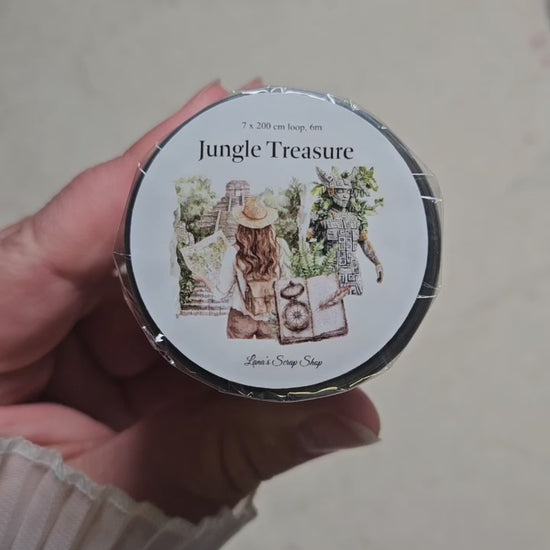 7 x 200 cm loop, 6m
Jungle Treasure
Lana's Scrap Shop